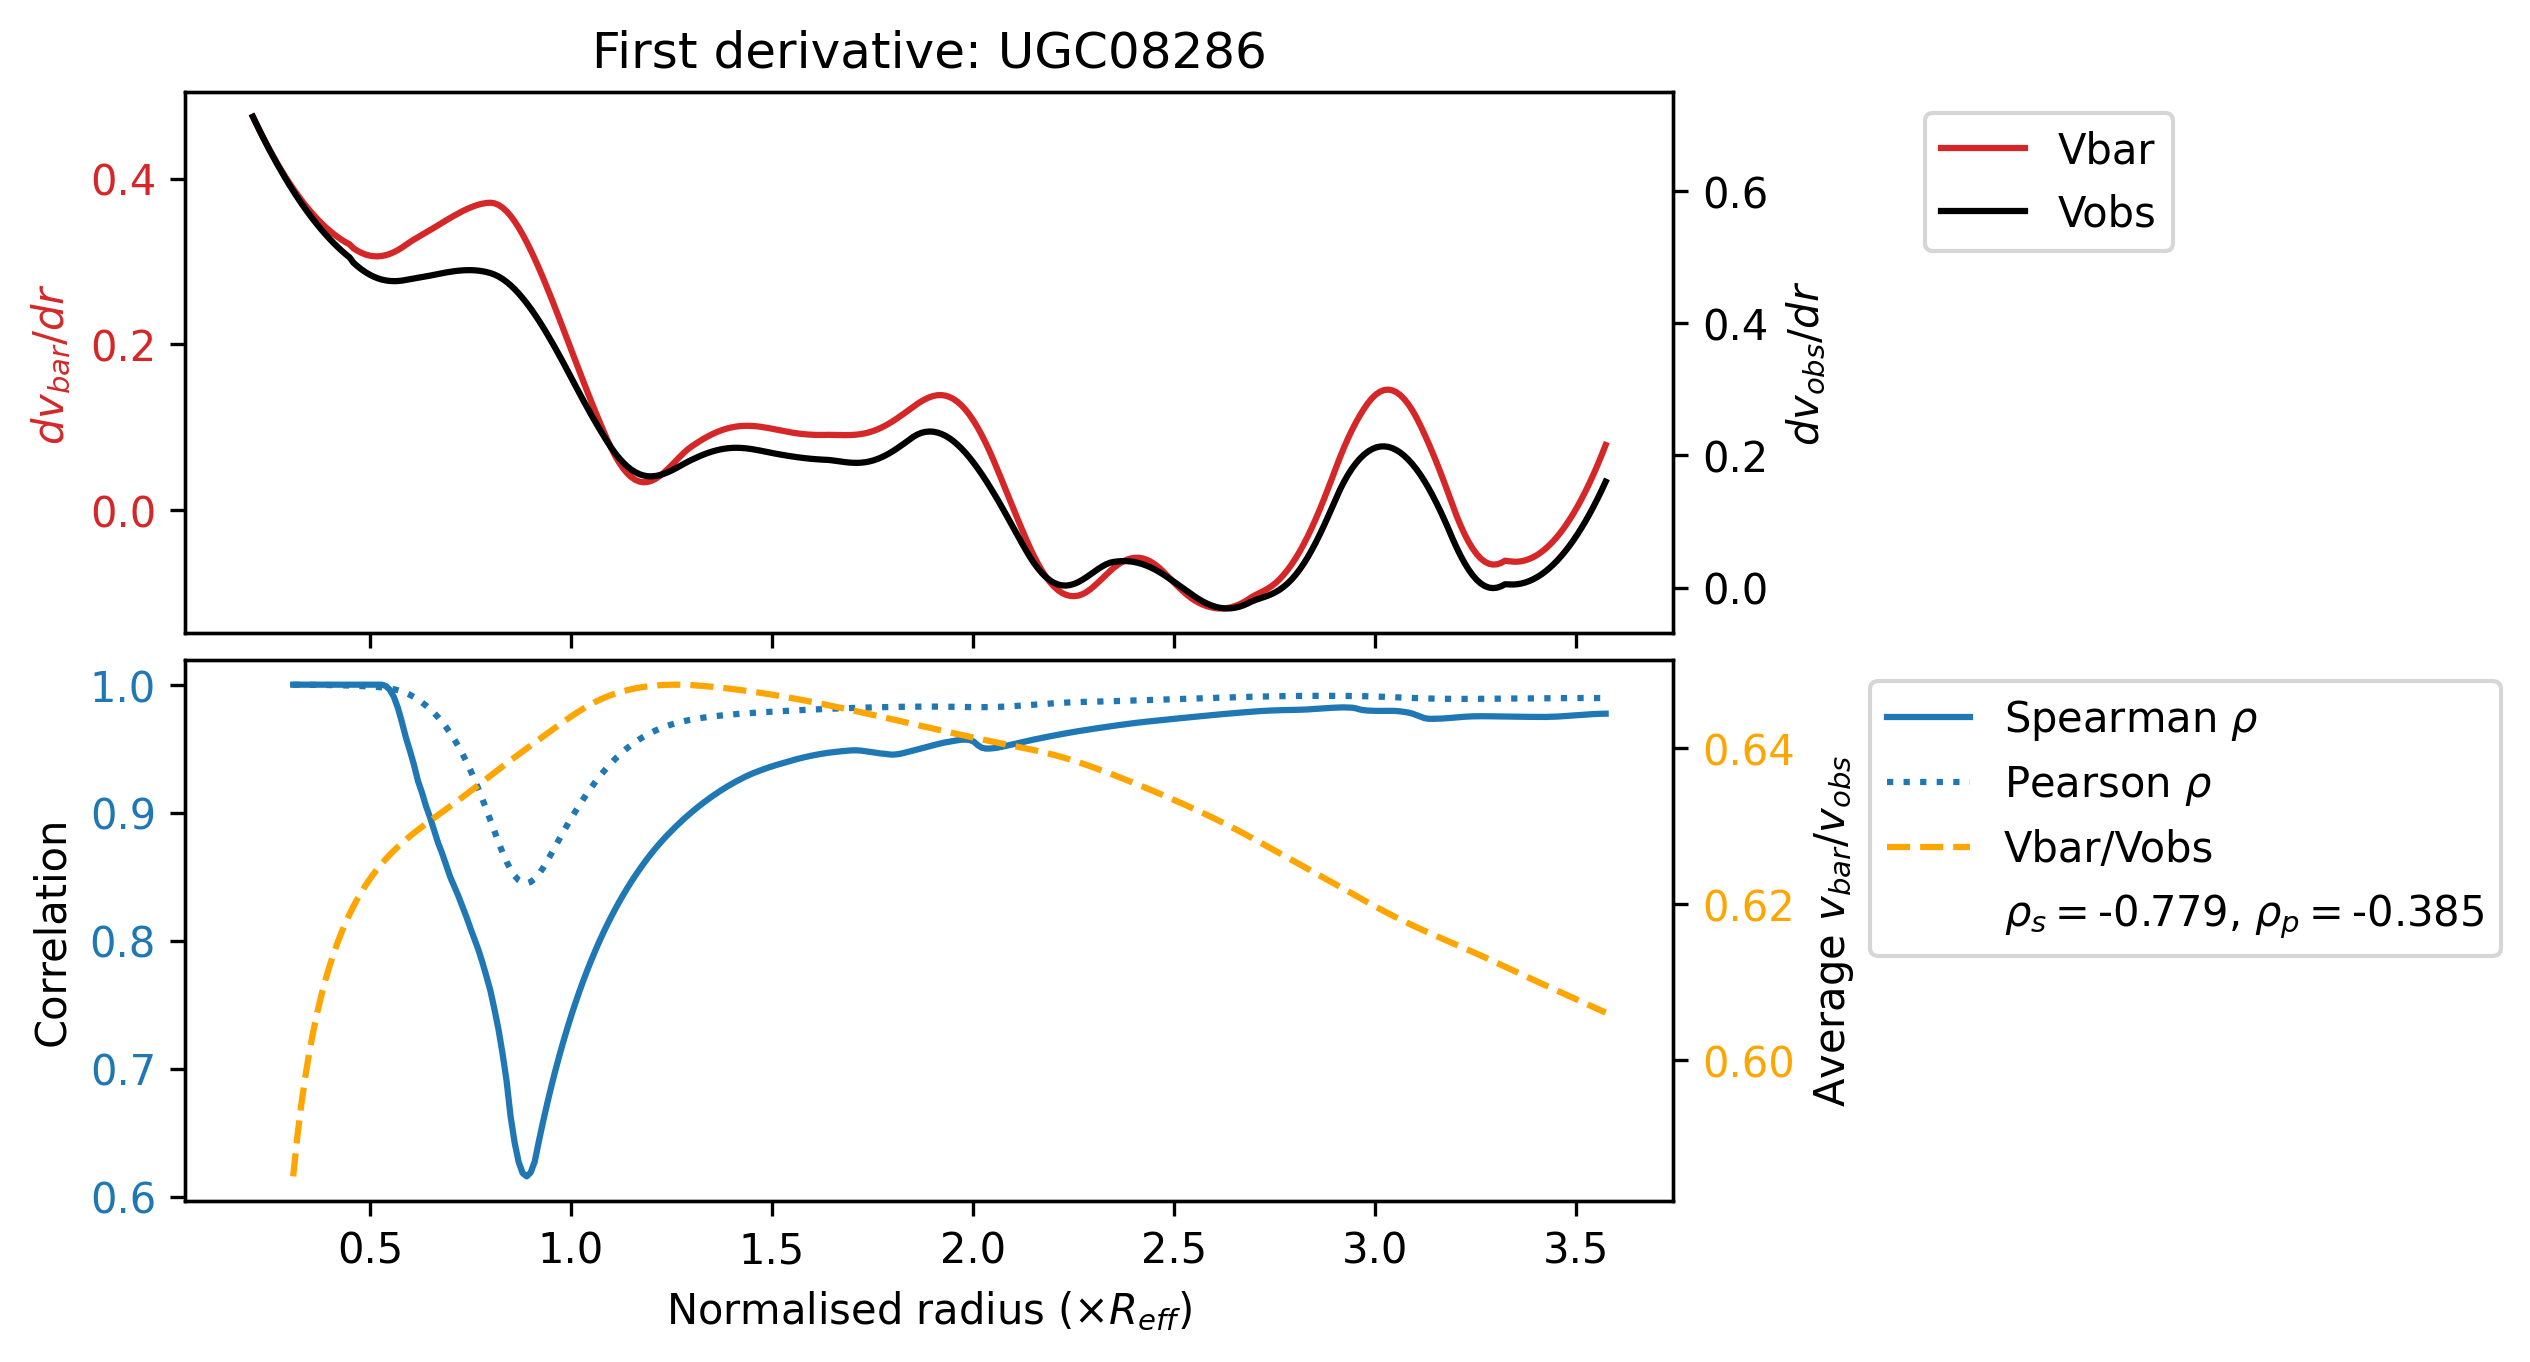 First derivative: UGC08286
dv_bar/dr
0.4
0.2
0.0
0.6
0.4
0.2
0.0
dv_obs/dr
Vbar
Vobs
Correlation
1.0
0.9
0.8
0.7
0.6
0.64
0.62
0.60
Average v_bar/v_obs
Spearman ρ
Pearson ρ
Vbar/Vobs
ρ_s = -0.779, ρ_p = -0.385
0.5 1.0 1.5 2.0 2.5 3.0 3.5
Normalised radius (×R_eff)